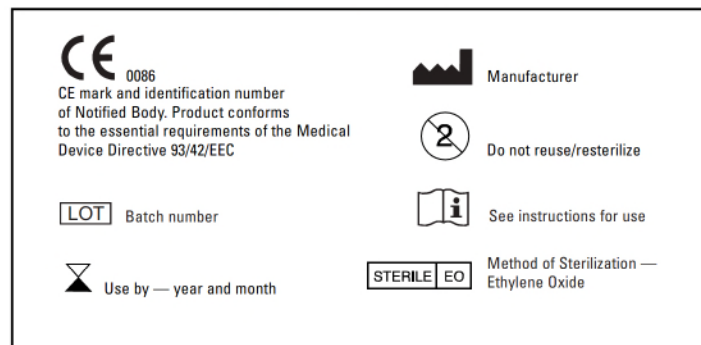 CE 0086
CE mark and identification number
of Notified Body. Product conforms
to the essential requirements of the Medical
Device Directive 93/42/EEC
LOT Batch number
Use by — year and month
Manufacturer
2 Do not reuse/resterilize
i See instructions for use
STERILE EO Method of Sterilization —
Ethylene Oxide